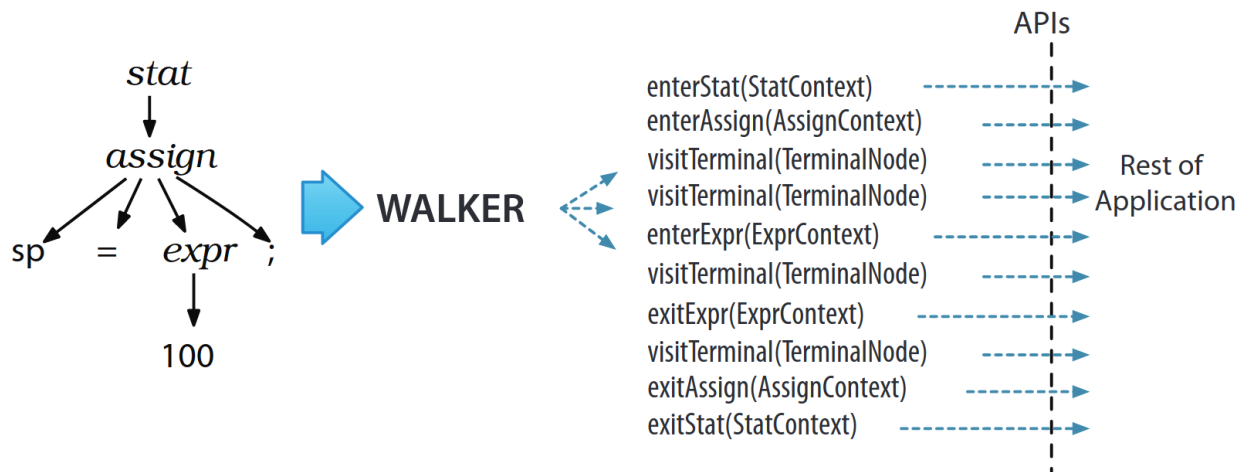 stat
assign
sp = expr ;
100
WALKER
enterStat(StatContext)
enterAssign(AssignContext)
visitTerminal(TerminalNode)
visitTerminal(TerminalNode)
enterExpr(ExprContext)
visitTerminal(TerminalNode)
exitExpr(ExprContext)
visitTerminal(TerminalNode)
exitAssign(AssignContext)
exitStat(StatContext)
APIs
Rest of
Application